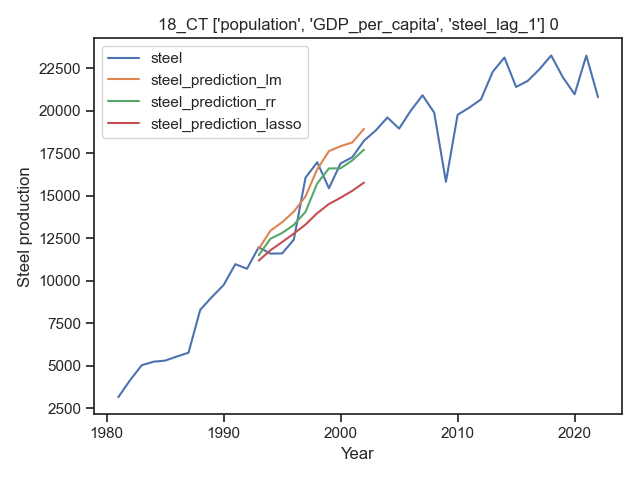 18_CT ['population', 'GDP_per_capita', 'steel_lag_1'] 0
steel
steel_prediction_lm
steel_prediction_rr
steel_prediction_lasso
Steel production
22500
20000
17500
15000
12500
10000
7500
5000
2500
1980 1990 2000 2010 2020
Year